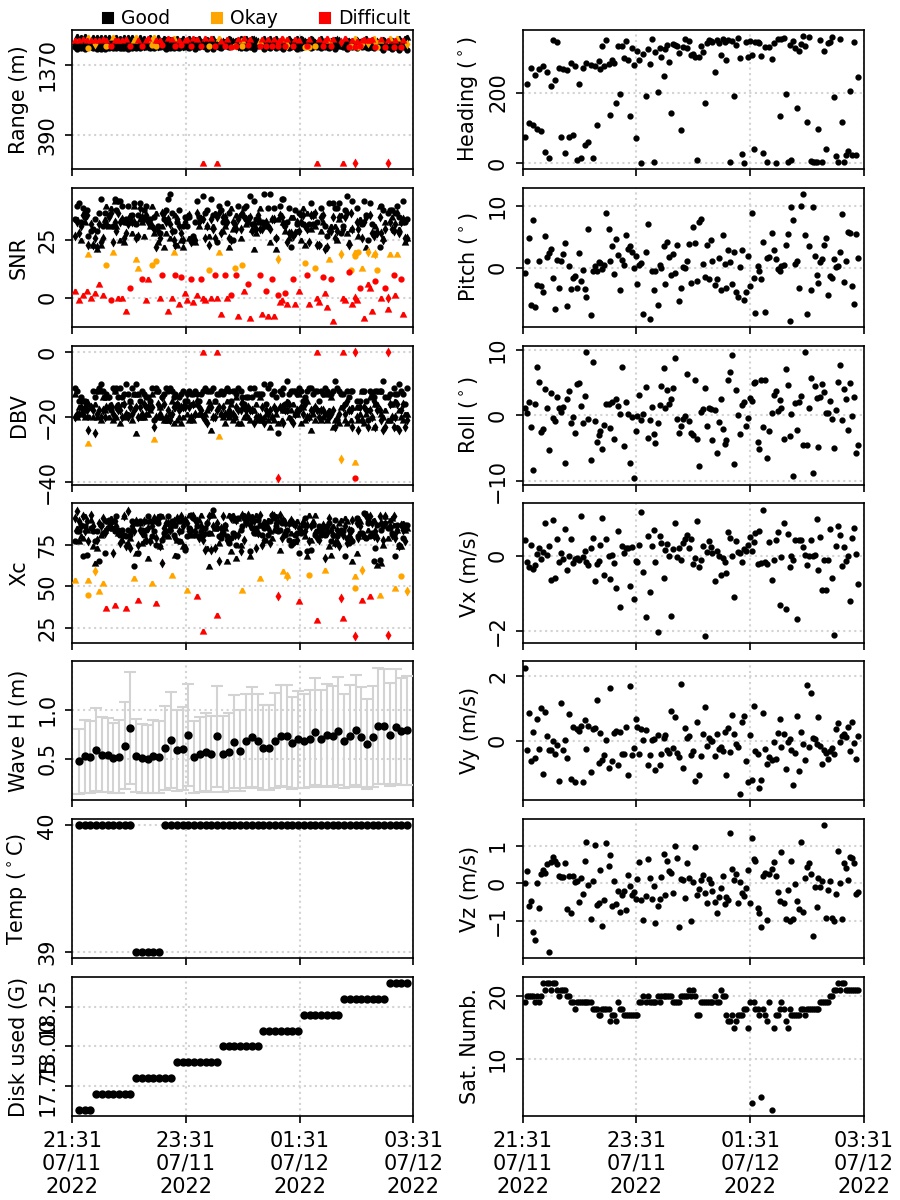 Good Okay Difficult
Range (m)
1370
390
Heading (°)
200
0
SNR
25
0
Pitch (°)
10
0
DBV
0
−20
−40
Roll (°)
10
0
−10
Xc
75
50
25
Vx (m/s)
0
−2
Wave H (m)
1.0
0.5
Vy (m/s)
2
0
Temp (°C)
40
39
Vz (m/s)
1
0
−1
Disk used (G)
18.25
18.00
17.75
Sat. Numb.
20
10
21:31 23:31 01:31 03:31
07/11 07/11 07/12 07/12
2022 2022 2022 2022
21:31 23:31 01:31 03:31
07/11 07/11 07/12 07/12
2022 2022 2022 2022